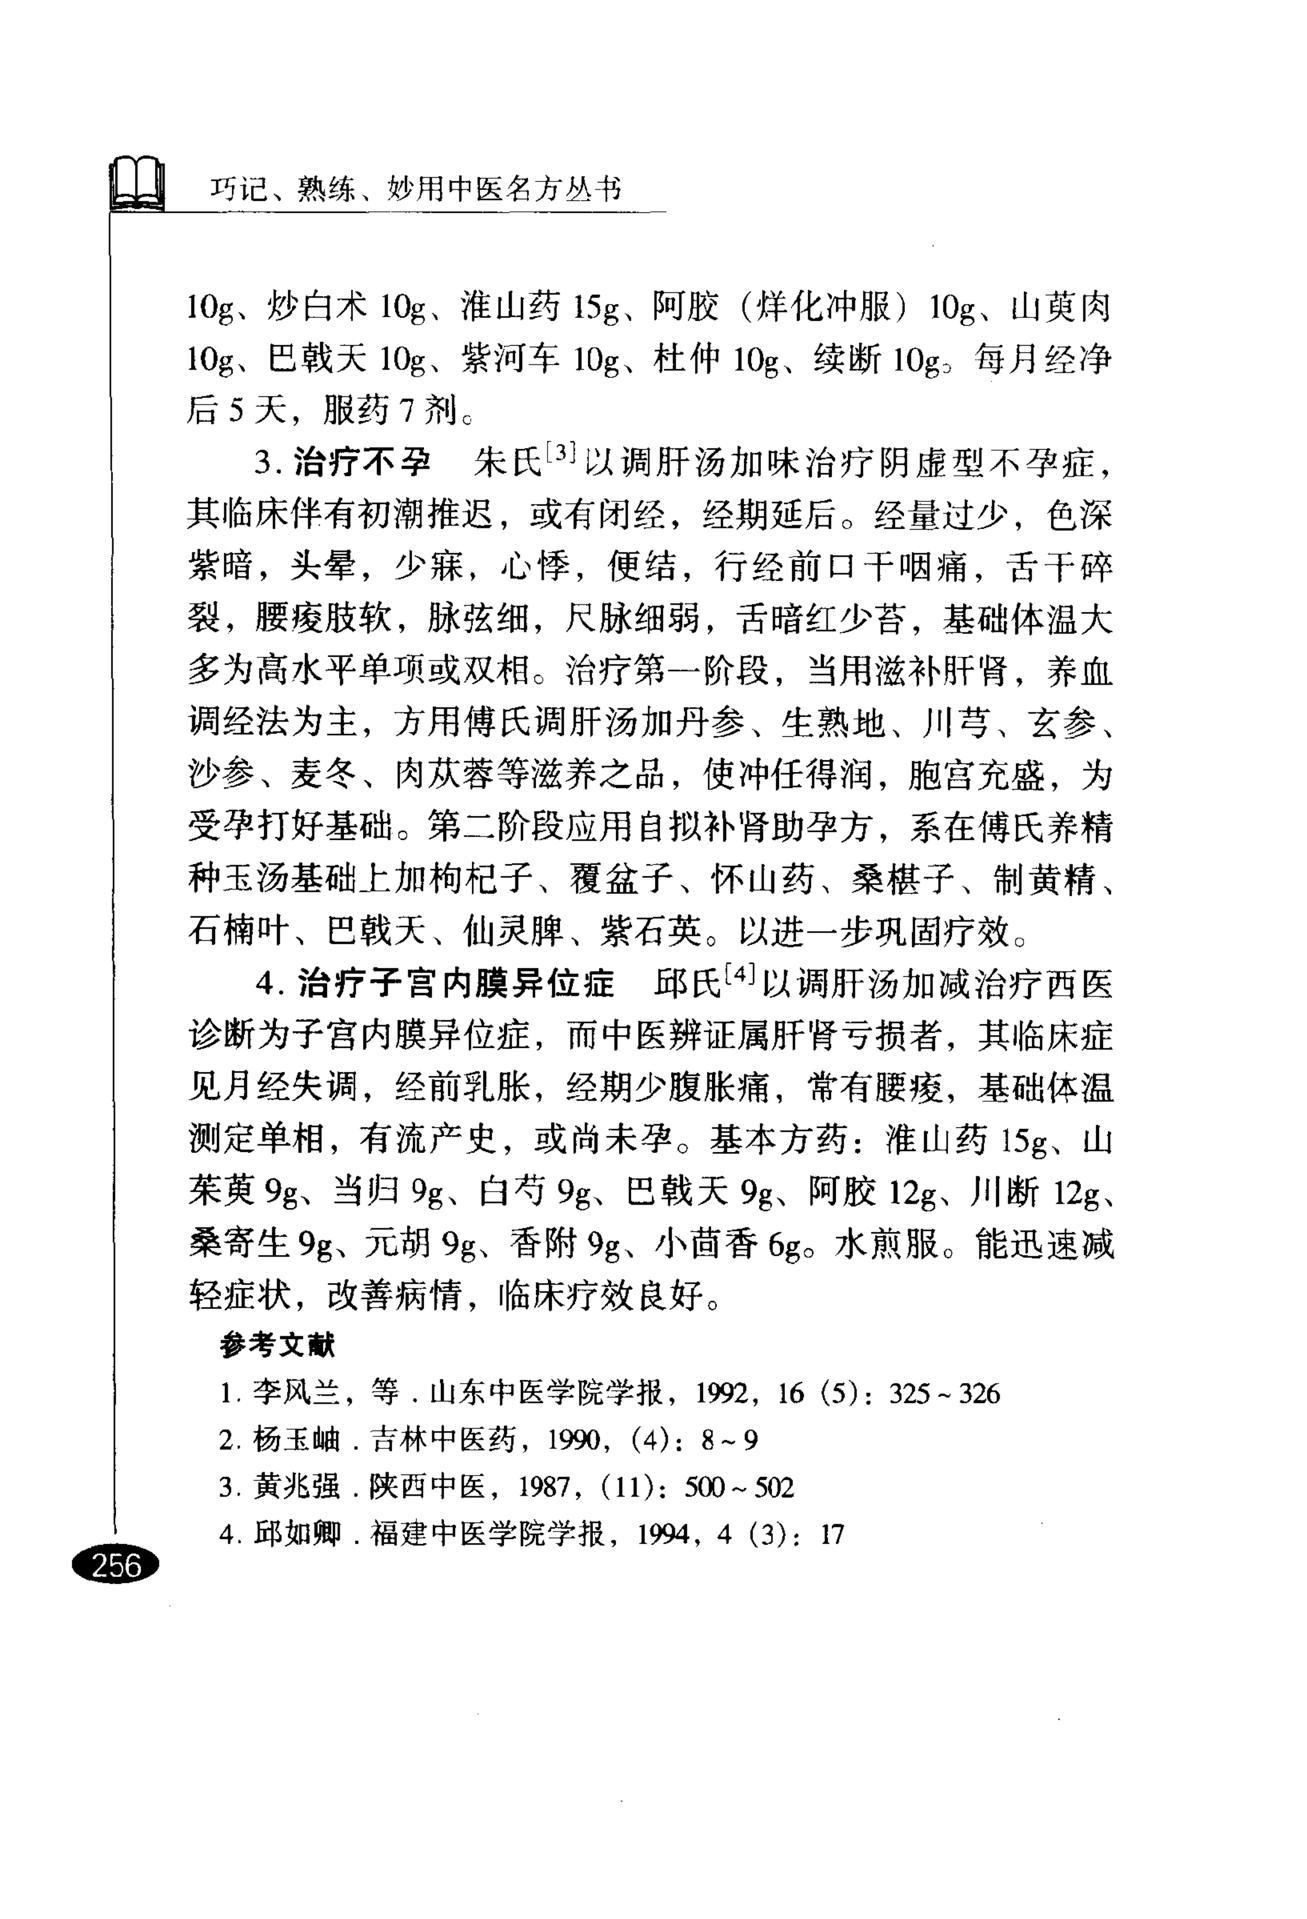 巧记、熟练、妙用中医名方丛书
10g、炒白术 10g、淮山药 15g、阿胶（烊化冲服）10g、山萸肉
10g、巴戟天 10g、紫河车 10g、杜仲 10g、续断 10g。每月经净
后 5 天，服药 7 剂。
3. 治疗不孕　朱氏[3]以调肝汤加味治疗阴虚型不孕症，
其临床伴有初潮推迟，或有闭经，经期延后。经量过少，色深
紫暗，头晕，少寐，心悸，便结，行经前口干咽痛，舌干碎
裂，腰痠肢软，脉弦细，尺脉细弱，舌暗红少苔，基础体温大
多为高水平单项或双相。治疗第一阶段，当用滋补肝肾，养血
调经法为主，方用傅氏调肝汤加丹参、生熟地、川芎、玄参、
沙参、麦冬、肉苁蓉等滋养之品，使冲任得润，胞宫充盛，为
受孕打好基础。第二阶段应用自拟补肾助孕方，系在傅氏养精
种玉汤基础上加枸杞子、覆盆子、怀山药、桑椹子、制黄精、
石楠叶、巴戟天、仙灵脾、紫石英。以进一步巩固疗效。
4. 治疗子宫内膜异位症　邱氏[4]以调肝汤加减治疗西医
诊断为子宫内膜异位症，而中医辨证属肝肾亏损者，其临床症
见月经失调，经前乳胀，经期少腹胀痛，常有腰痠，基础体温
测定单相，有流产史，或尚未孕。基本方药：淮山药 15g、山
茱萸 9g、当归 9g、白芍 9g、巴戟天 9g、阿胶 12g、川断 12g、
桑寄生 9g、元胡 9g、香附 9g、小茴香 6g。水煎服。能迅速减
轻症状，改善病情，临床疗效良好。
参考文献
1. 李风兰，等．山东中医学院学报，1992，16（5）：325～326
2. 杨玉岫．吉林中医药，1990，（4）：8～9
3. 黄兆强．陕西中医，1987，（11）：500～502
4. 邱如卿．福建中医学院学报，1994，4（3）：17
256